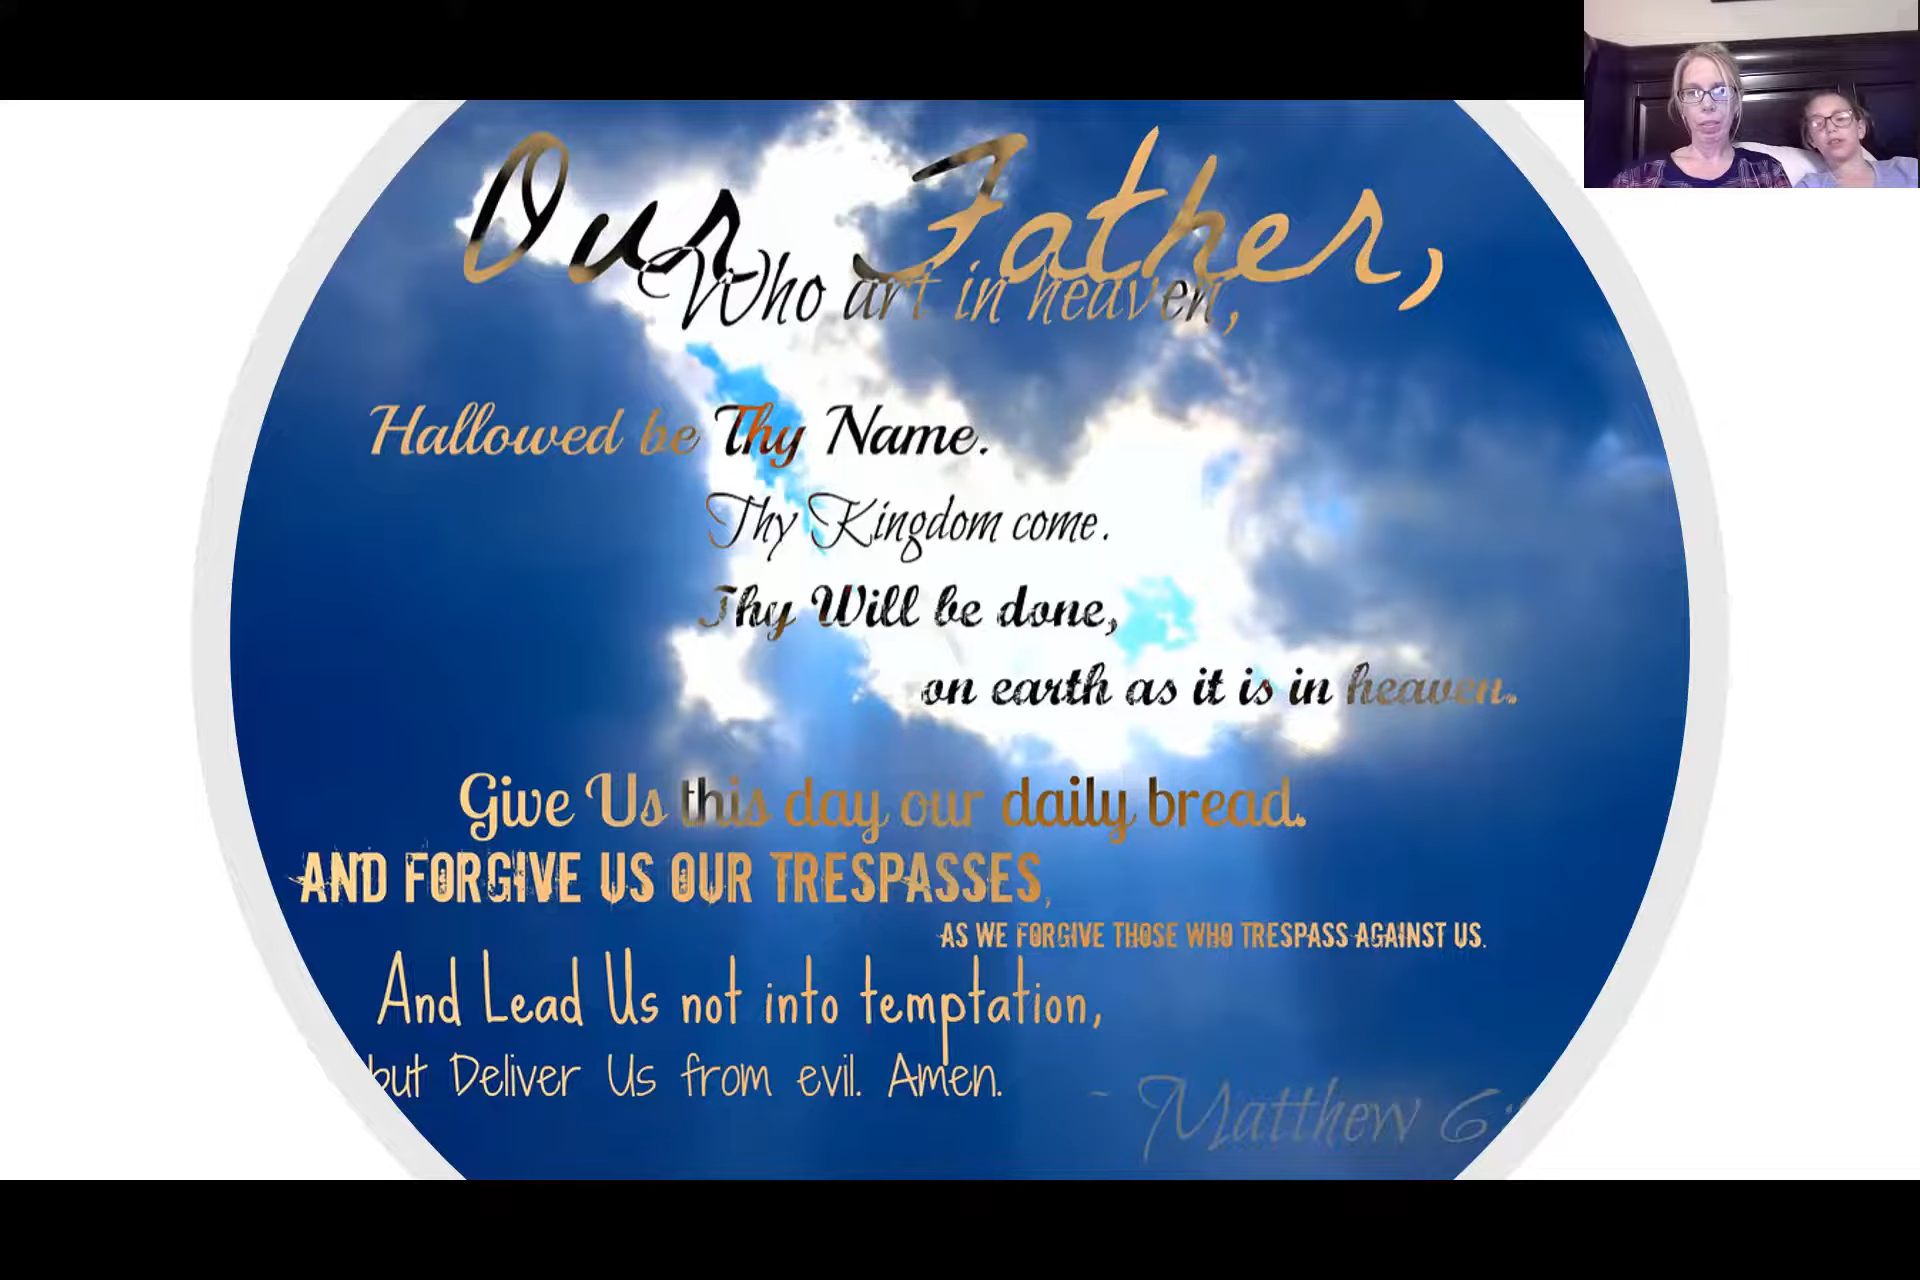 Our Father,
Who art in heaven,
Hallowed be Thy Name.
Thy Kingdom come.
Thy Will be done,
on earth as it is in heaven.
Give Us this day our daily bread.
AND FORGIVE US OUR TRESPASSES,
AS WE FORGIVE THOSE WHO TRESPASS AGAINST US.
And Lead Us not into temptation,
but Deliver Us from evil. Amen.
- Matthew 6: